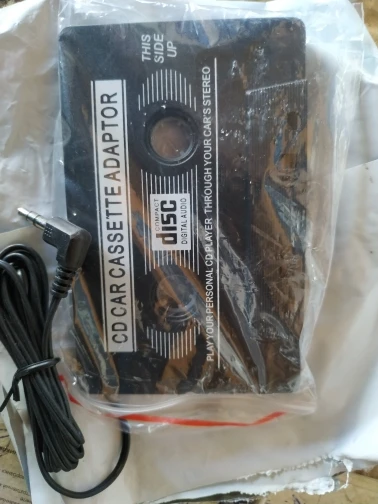 THIS
SIDE
UP
CD CAR CASSETTE ADAPTOR
COMPACT
disc
DIGITAL AUDIO
PLAY YOUR PERSONAL CD PLAYER THROUGH YOUR CAR'S STEREO